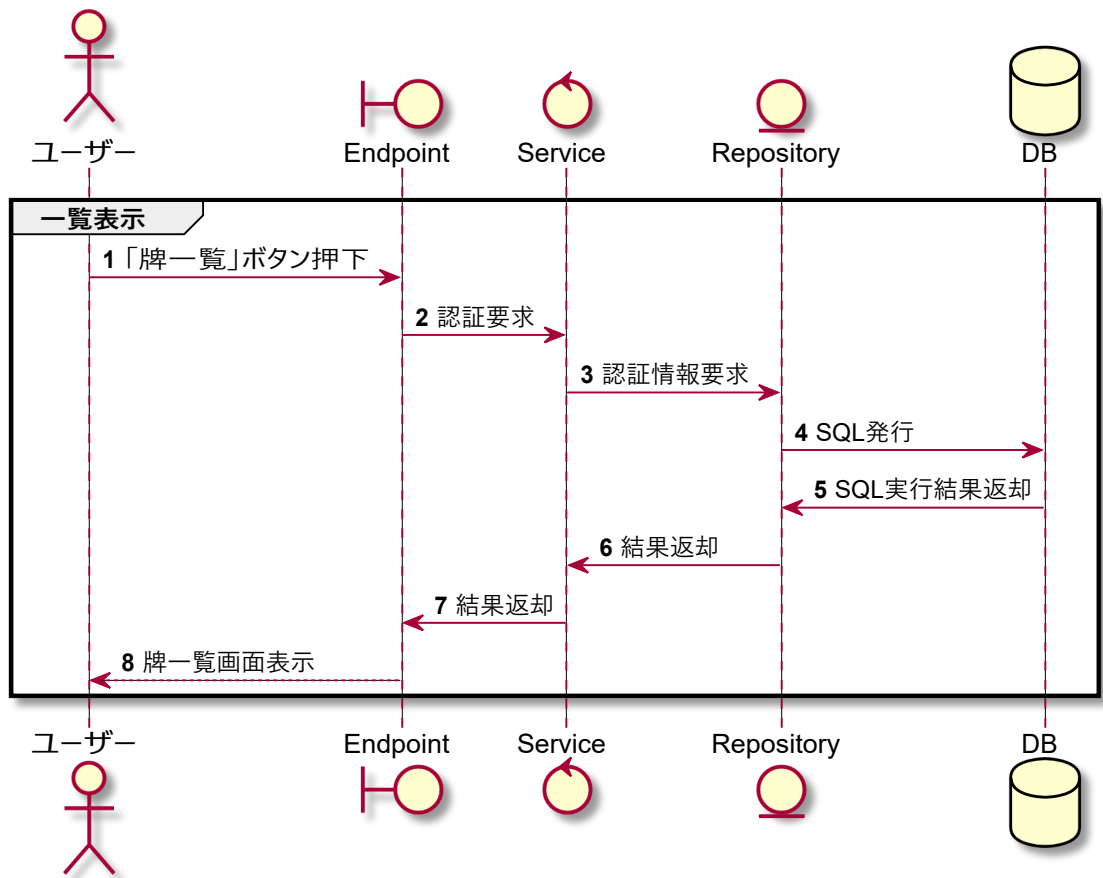 ユーザー
Endpoint
Service
Repository
DB
一覧表示
1 「牌一覧」ボタン押下
2 認証要求
3 認証情報要求
4 SQL発行
5 SQL実行結果返却
6 結果返却
7 結果返却
8 牌一覧画面表示
ユーザー
Endpoint
Service
Repository
DB